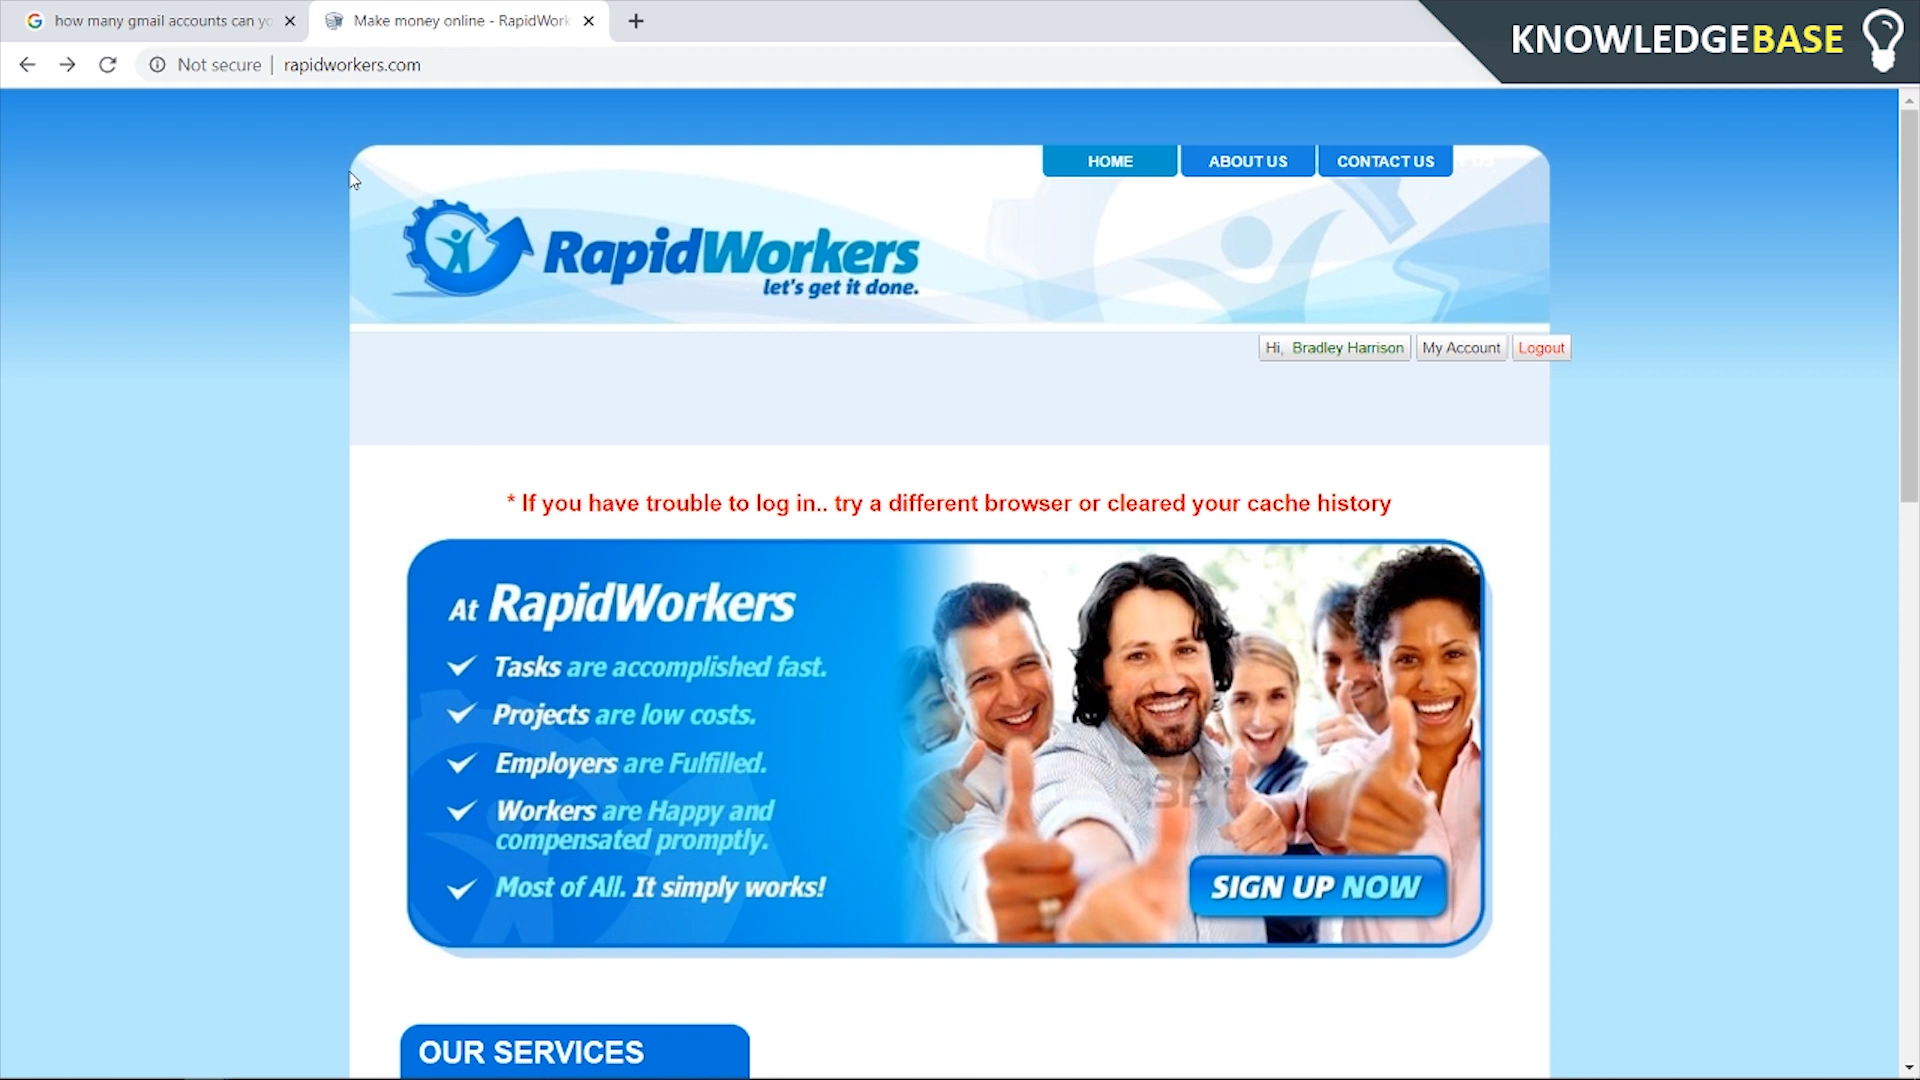 how many gmail accounts can yo
Make money online - RapidWork
KNOWLEDGEBASE
Not secure
rapidworkers.com
HOME
ABOUT US
CONTACT US
RapidWorkers
let's get it done.
Hi, Bradley Harrison
My Account
Logout
* If you have trouble to log in.. try a different browser or cleared your cache history
At RapidWorkers
Tasks are accomplished fast.
Projects are low costs.
Employers are Fulfilled.
Workers are Happy and
compensated promptly.
Most of All. It simply works!
SIGN UP NOW
OUR SERVICES